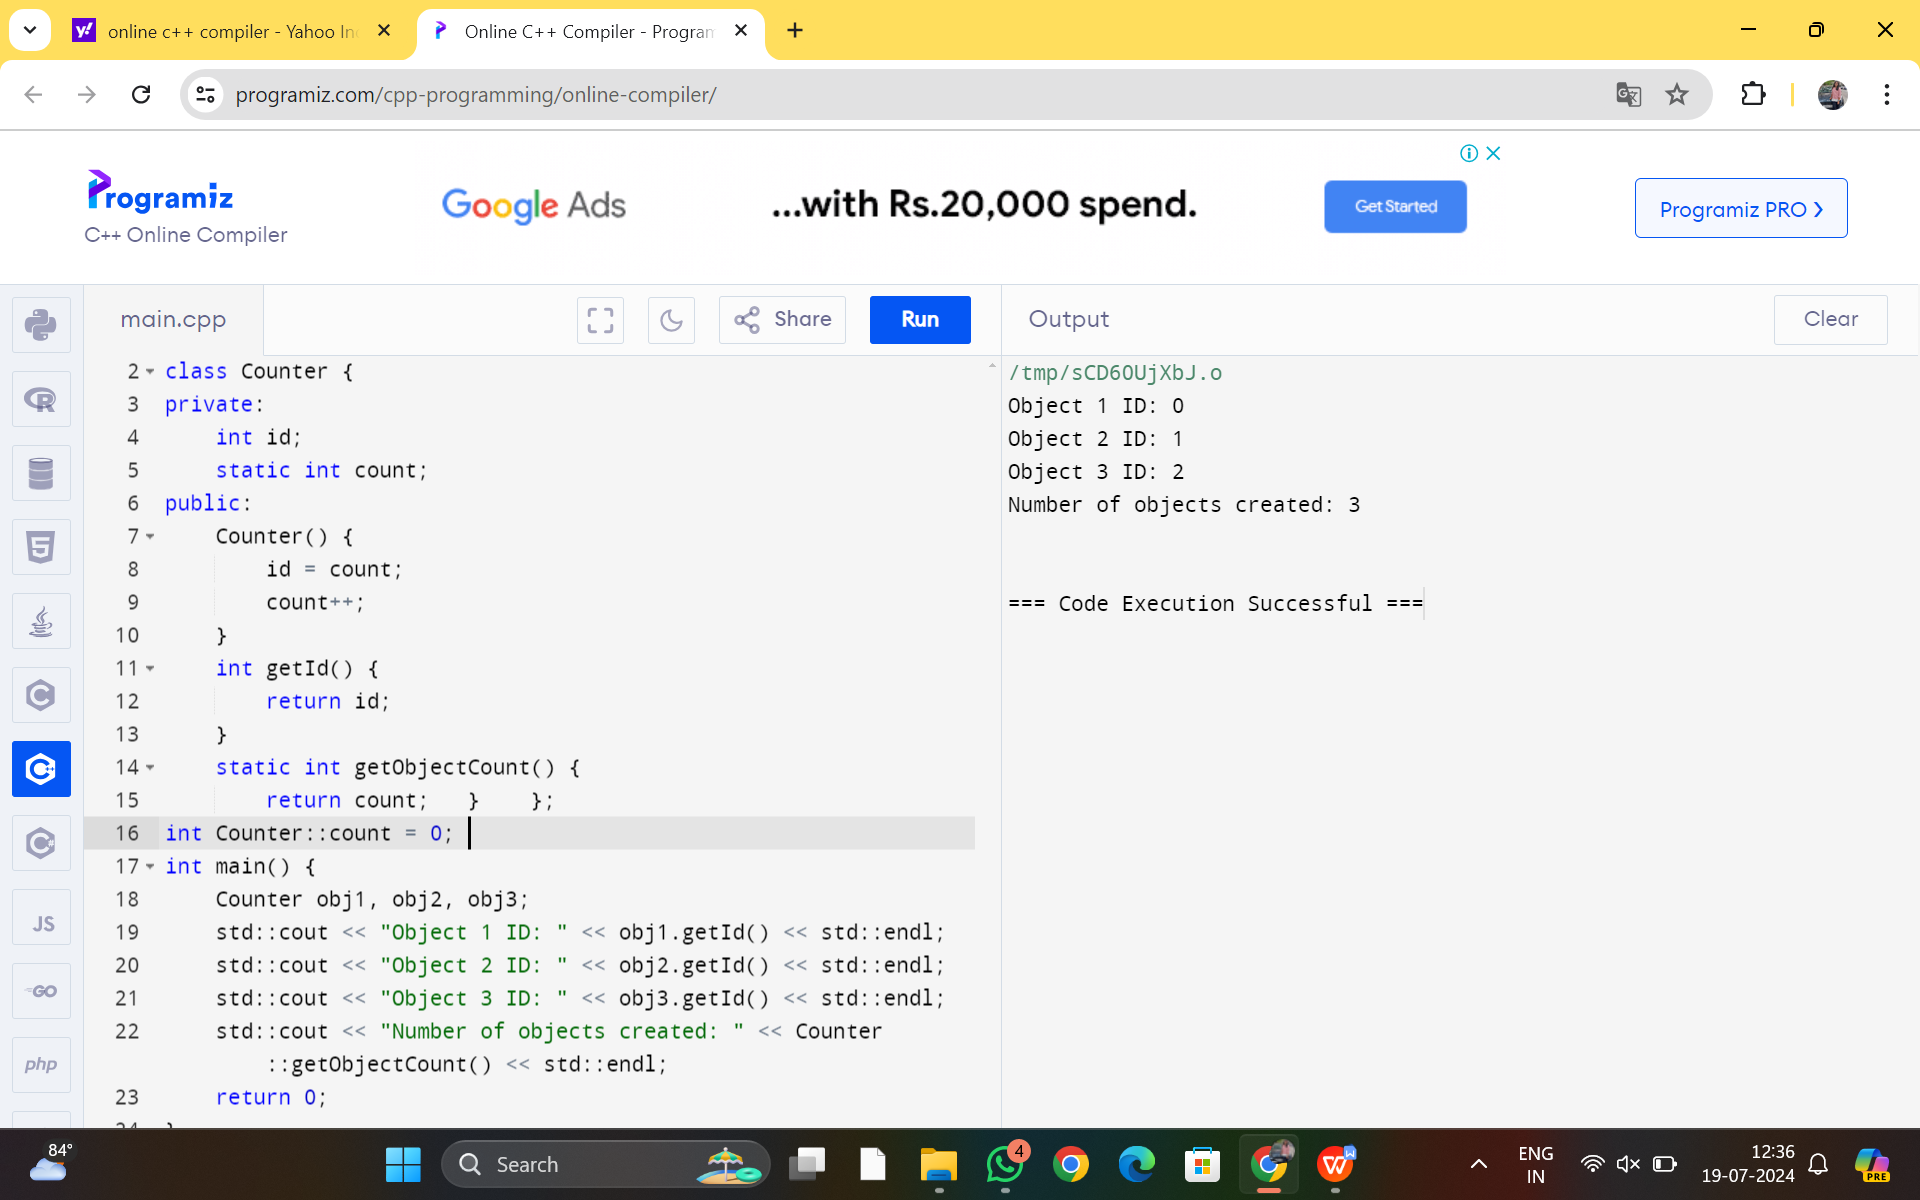 online c++ compiler - Yahoo In
Online C++ Compiler - Program
programiz.com/cpp-programming/online-compiler/
Programiz
C++ Online Compiler
Google Ads
...with Rs.20,000 spend.
Get Started
Programiz PRO ›
main.cpp
Share
Run
Output
Clear
2 class Counter {
3 private:
4     int id;
5     static int count;
6 public:
7     Counter() {
8         id = count;
9         count++;
10     }
11     int getId() {
12         return id;
13     }
14     static int getObjectCount() {
15         return count;   }    };
16 int Counter::count = 0;
17 int main() {
18     Counter obj1, obj2, obj3;
19     std::cout << "Object 1 ID: " << obj1.getId() << std::endl;
20     std::cout << "Object 2 ID: " << obj2.getId() << std::endl;
21     std::cout << "Object 3 ID: " << obj3.getId() << std::endl;
22     std::cout << "Number of objects created: " << Counter
        ::getObjectCount() << std::endl;
23     return 0;
/tmp/sCD6OUjXbJ.o
Object 1 ID: 0
Object 2 ID: 1
Object 3 ID: 2
Number of objects created: 3
=== Code Execution Successful ===
JS
GO
php
84°
Search
4
ENG
IN
12:36
19-07-2024
PRE